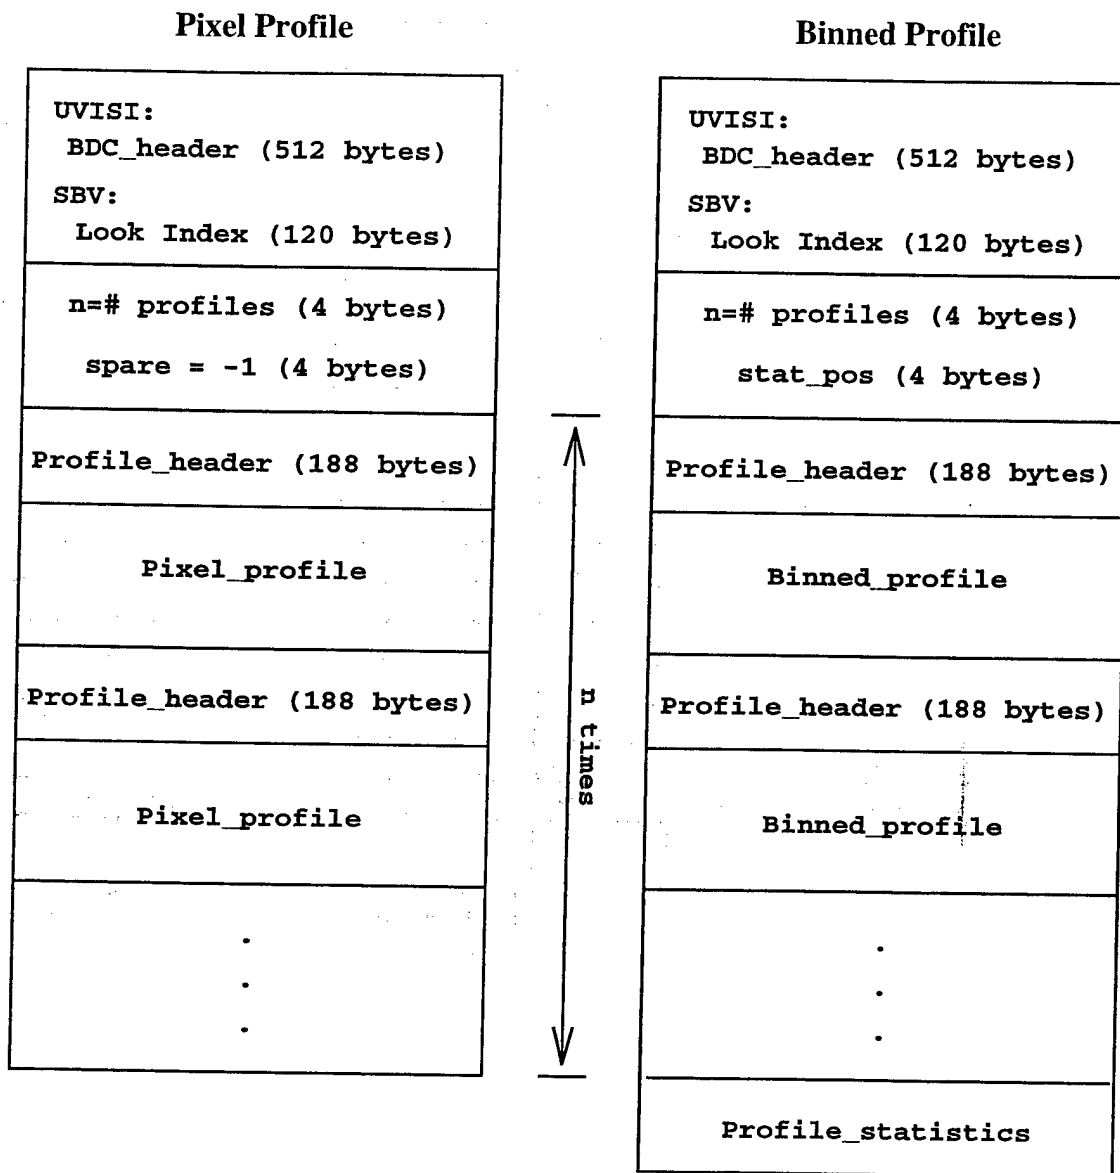 Pixel Profile
UVISI:
BDC_header (512 bytes)
SBV:
Look Index (120 bytes)
n=# profiles (4 bytes)
spare = -1 (4 bytes)
Profile_header (188 bytes)
Pixel_profile
Profile_header (188 bytes)
Pixel_profile
.
.
.
n times
Binned Profile
UVISI:
BDC_header (512 bytes)
SBV:
Look Index (120 bytes)
n=# profiles (4 bytes)
stat_pos (4 bytes)
Profile_header (188 bytes)
Binned_profile
Profile_header (188 bytes)
Binned_profile
.
.
.
Profile_statistics